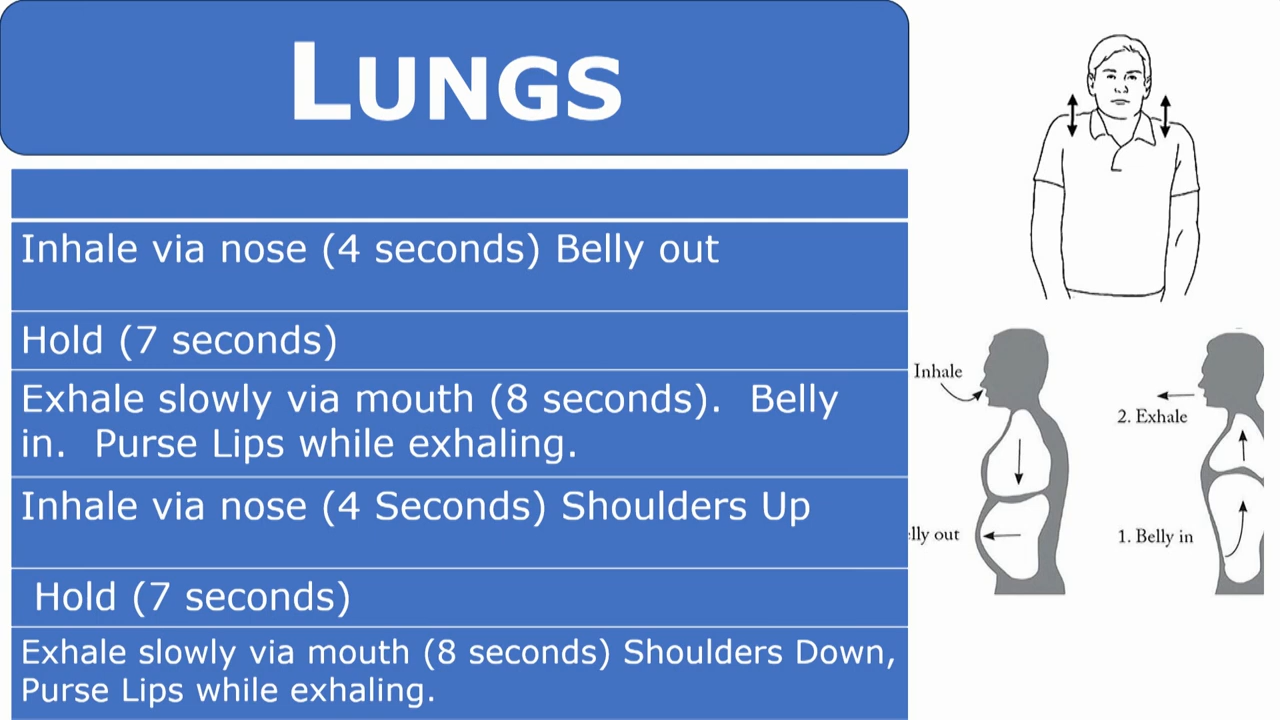 LUNGS
Inhale via nose (4 seconds) Belly out
Hold (7 seconds)
Exhale slowly via mouth (8 seconds).  Belly
in.  Purse Lips while exhaling.
Inhale via nose (4 Seconds) Shoulders Up
Hold (7 seconds)
Exhale slowly via mouth (8 seconds) Shoulders Down,
Purse Lips while exhaling.
Inhale
lly out
2. Exhale
1. Belly in